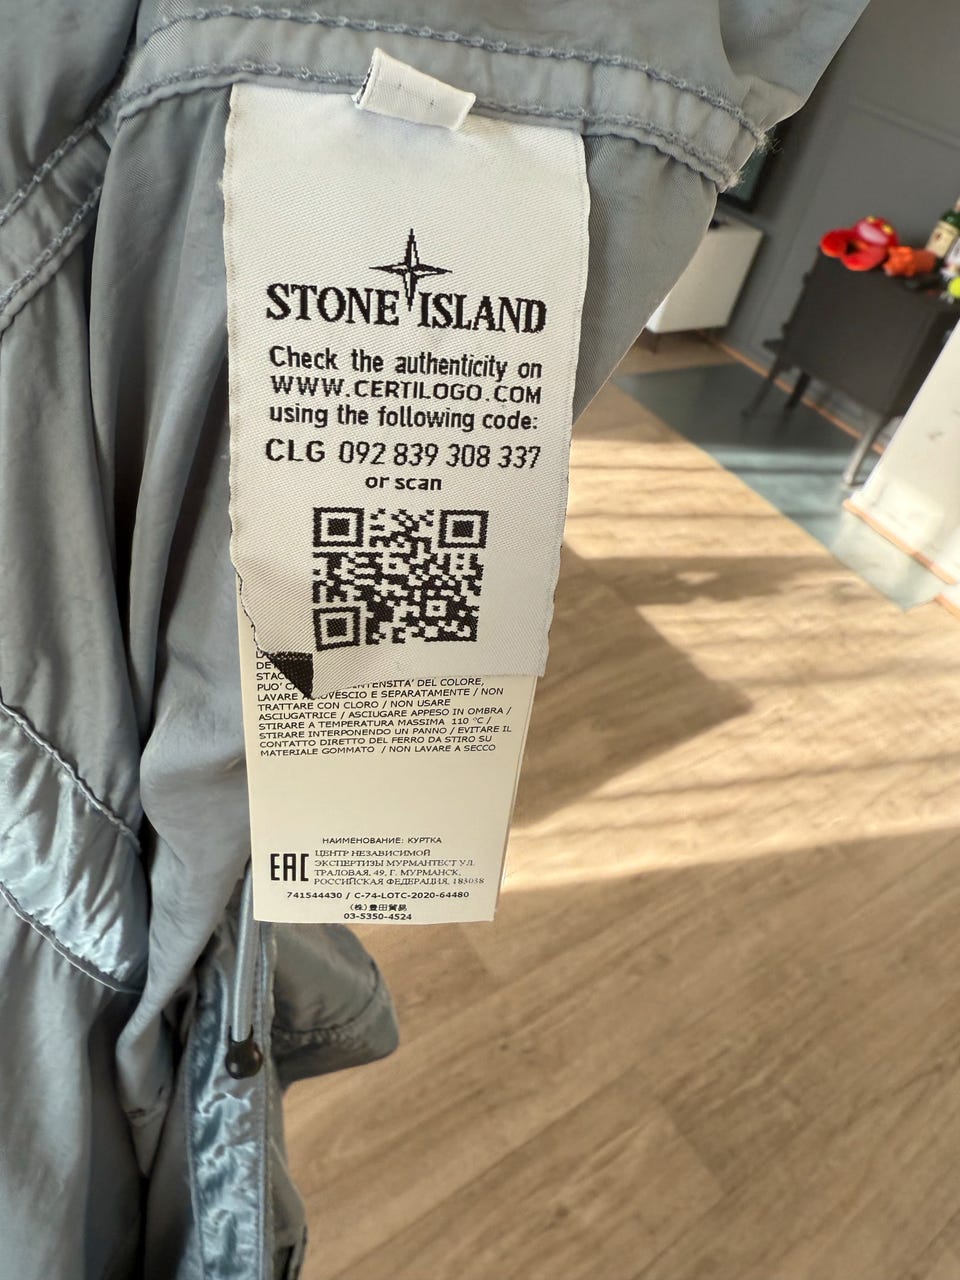 STONE ISLAND
Check the authenticity on
WWW.CERTILOGO.COM
using the following code:
CLG 092 839 308 337
or scan
DE
STAC
PUO' INTENSITA' DEL COLORE,
LAVARE A ROVESCIO E SEPARATAMENTE / NON
TRATTARE CON CLORO / NON USARE
ASCIUGATRICE / ASCIUGARE APPESO IN OMBRA /
STIRARE A TEMPERATURA MASSIMA 110 °C /
STIRARE INTERPONENDO UN PANNO / EVITARE IL
CONTATTO DIRETTO DEL FERRO DA STIRO SU
MATERIALE GOMMATO / NON LAVARE A SECCO
НАИМЕНОВАНИЕ: КУРТКА
EAC
ЦЕНТР НЕЗАВИСИМОЙ
ЭКСПЕРТИЗЫ МУРМАНТЕСТ УЛ.
ТРАЛОВАЯ, 49, Г. МУРМАНСК,
РОССИЙСКАЯ ФЕДЕРАЦИЯ, 183038
741544430 / C-74-LOTC-2020-64480
(株)豊田貿易
03-5350-4524